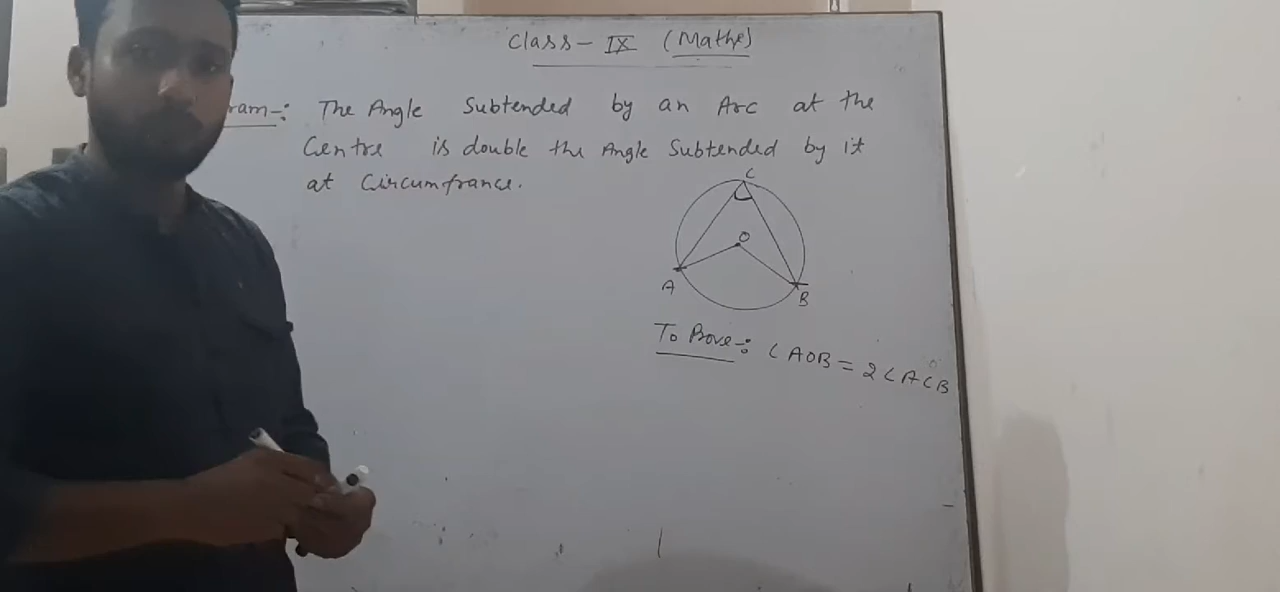 Class - IX (Maths)
ram-: The Angle Subtended by an Arc at the
Centre is double the Angle Subtended by it
at Circumfrance.
C
O
A
B
To Prove-: ∠AOB = 2∠ACB